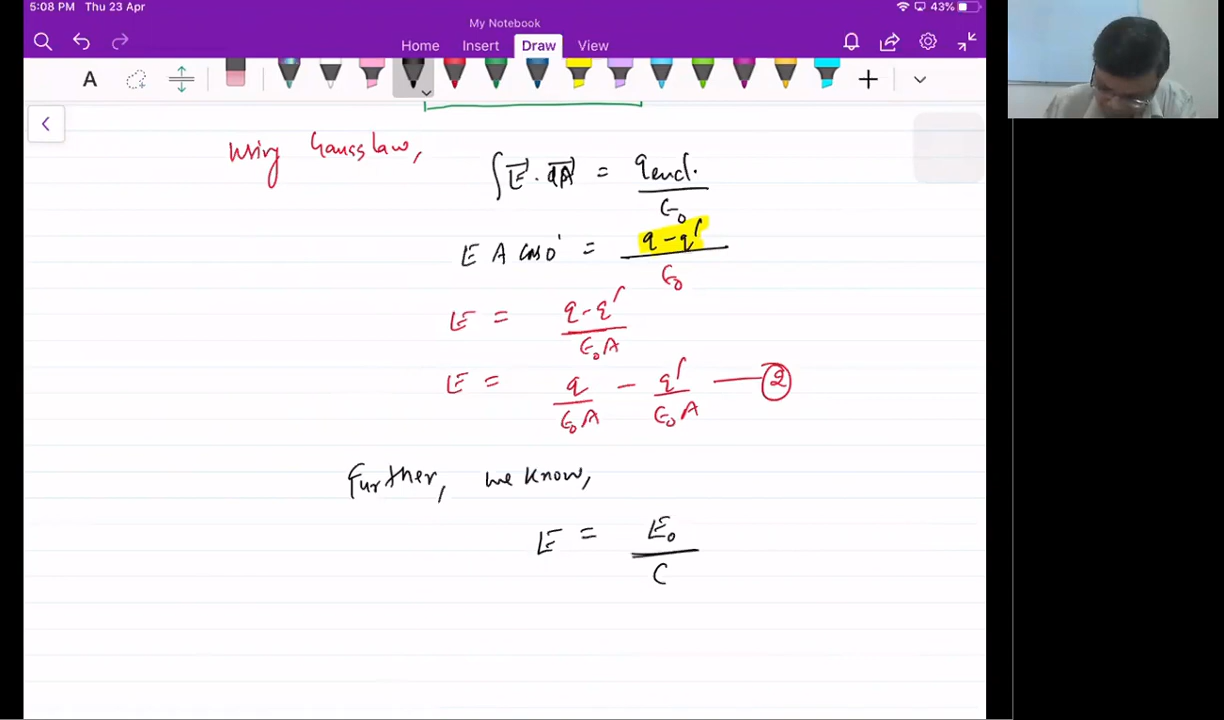 5:08 PM Thu 23 Apr
43%
My Notebook
Home Insert Draw View
A
Using Gauss law,
∫E⃗ · dA⃗ = qencl. / ϵ₀
E A cos0° = q - q′ / ϵ₀
E = q - q′ / ϵ₀A
E = q / ϵ₀A - q′ / ϵ₀A — ②
Further, we know,
E = E₀ / C